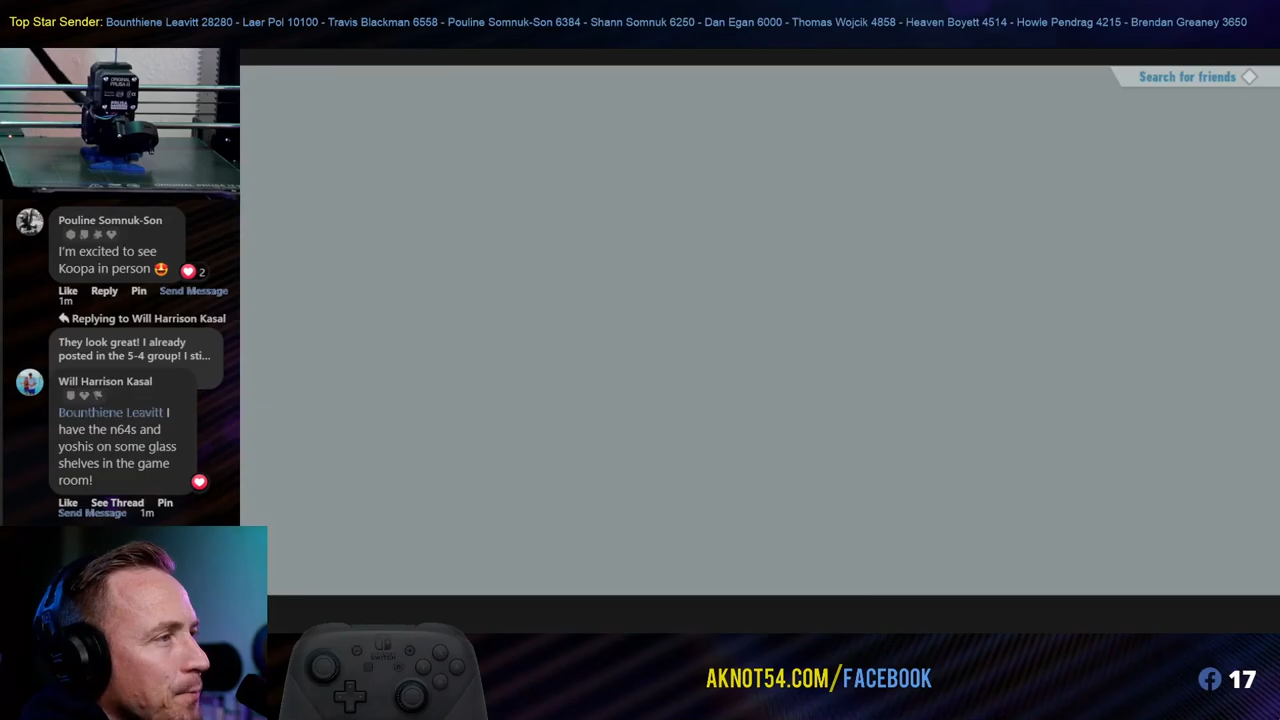 Top Star Sender: Bounthiene Leavitt 28280 - Laer Pol 10100 - Travis Blackman 6558 - Pouline Somnuk-Son 6384 - Shann Somnuk 6250 - Dan Egan 6000 - Thomas Wojcik 4858 - Heaven Boyett 4514 - Howle Pendrag 4215 - Brendan Greaney 3650
Search for friends
Pouline Somnuk-Son
I'm excited to see
Koopa in person
2
Like Reply Pin Send Message
1m
Replying to Will Harrison Kasal
They look great! I already
posted in the 5-4 group! I sti...
Will Harrison Kasal
Bounthiene Leavitt I
have the n64s and
yoshis on some glass
shelves in the game
room!
Like See Thread Pin
Send Message 1m
AKNOT54.COM/FACEBOOK
17